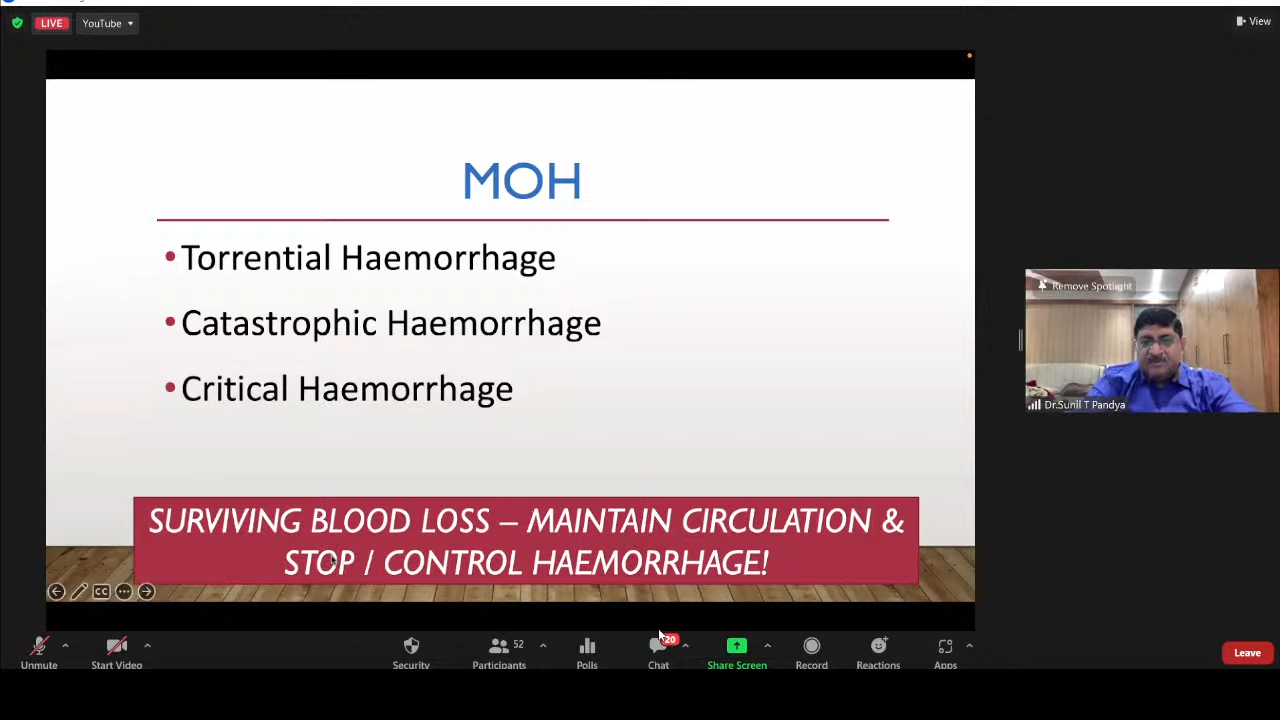 LIVE
YouTube
View
MOH
•Torrential Haemorrhage
•Catastrophic Haemorrhage
•Critical Haemorrhage
SURVIVING BLOOD LOSS – MAINTAIN CIRCULATION &
STOP / CONTROL HAEMORRHAGE!
Remove Spotlight
Dr.Sunil T Pandya
CC
52
20
Unmute
Start Video
Security
Participants
Polls
Chat
Share Screen
Record
Reactions
Apps
Leave